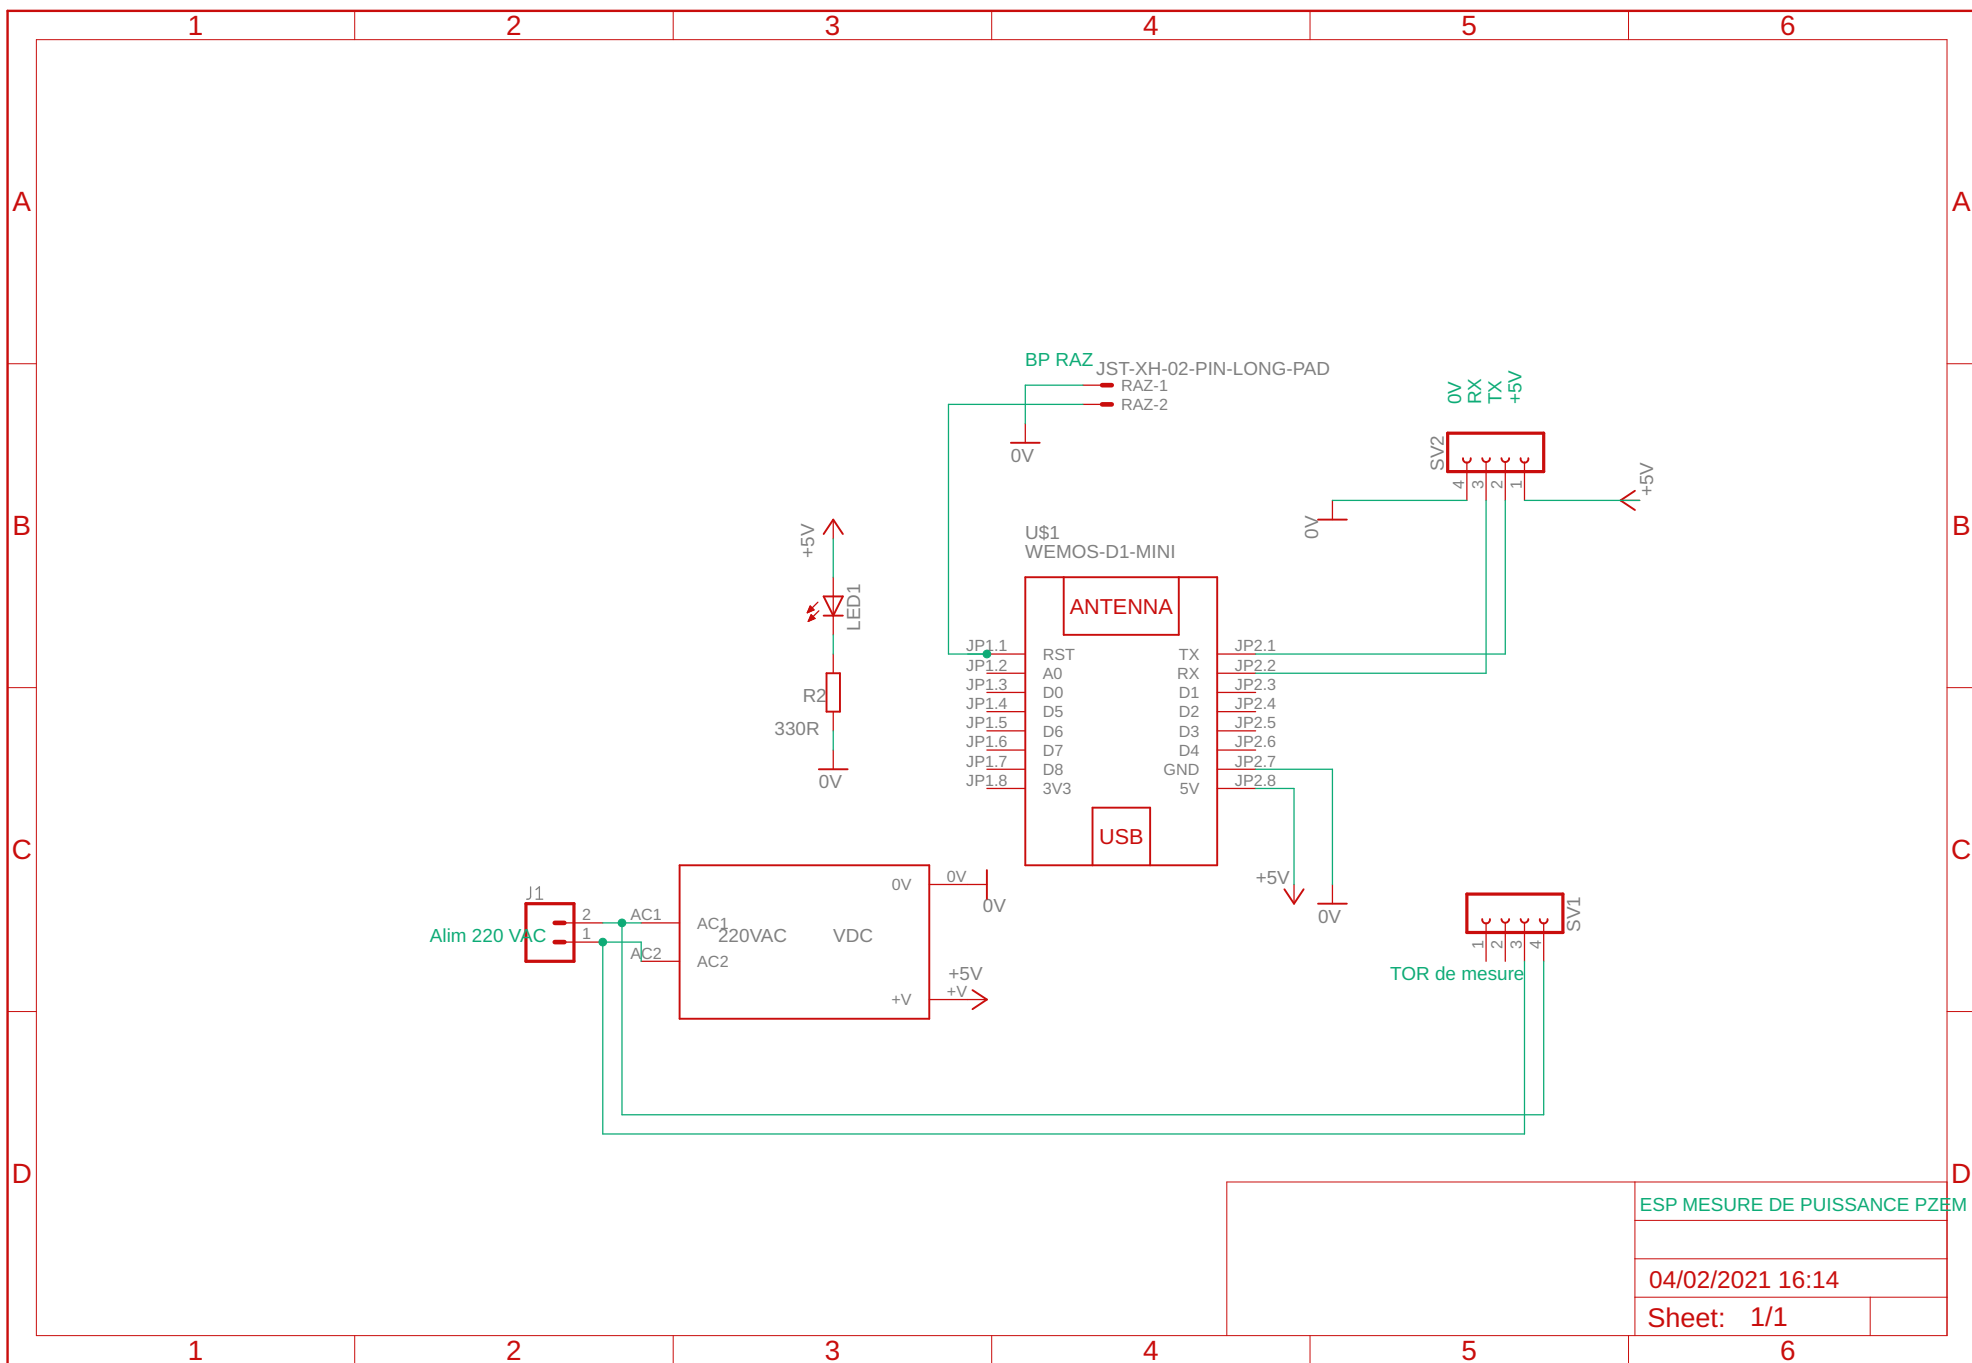 1 2 3 4 5 6
A A
BP RAZ
JST-XH-02-PIN-LONG-PAD
RAZ-1
RAZ-2
0V
0V
RX
TX
+5V
SV2
4 3 2 1
+5V
0V
B B
+5V
LED1
R2
330R
0V
U$1
WEMOS-D1-MINI
ANTENNA
JP1.1 RST TX JP2.1
JP1.2 A0 RX JP2.2
JP1.3 D0 D1 JP2.3
JP1.4 D5 D2 JP2.4
JP1.5 D6 D3 JP2.5
JP1.6 D7 D4 JP2.6
JP1.7 D8 GND JP2.7
JP1.8 3V3 5V JP2.8
USB
+5V
0V
C C
J1
Alim 220 VAC
2
1
AC1
AC2
AC1
AC2
220VAC VDC
0V
+V
0V
0V
+5V
+V
SV1
1 2 3 4
TOR de mesure
D D
ESP MESURE DE PUISSANCE PZEM
04/02/2021 16:14
Sheet: 1/1
1 2 3 4 5 6